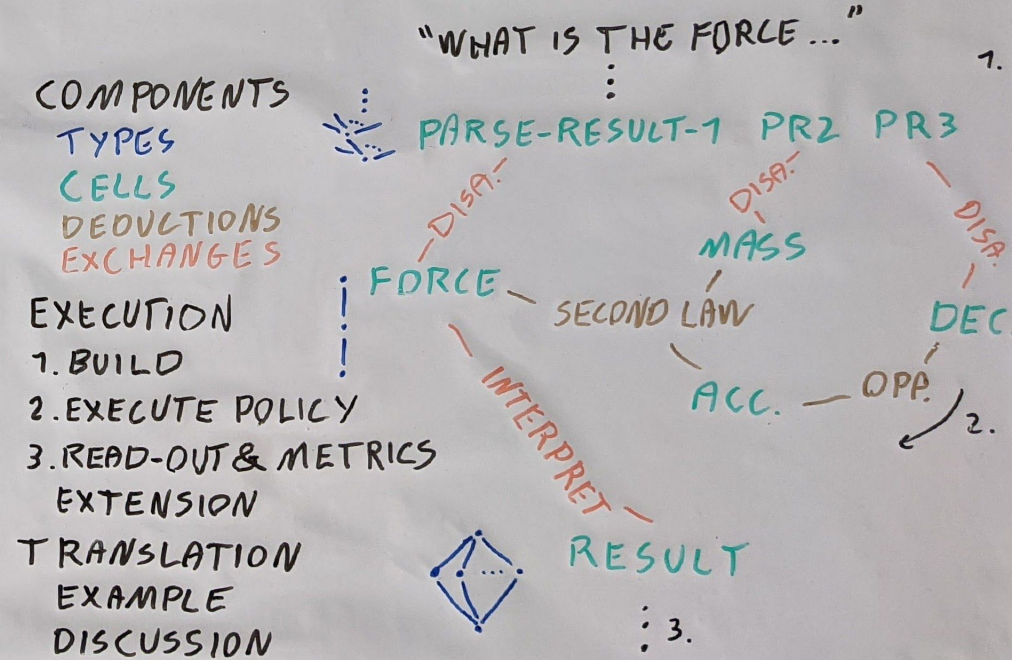 "WHAT IS THE FORCE ..."
1.
COMPONENTS
TYPES
CELLS
DEDUCTIONS
EXCHANGES
EXECUTION
1. BUILD
2. EXECUTE POLICY
3. READ-OUT & METRICS
EXTENSION
TRANSLATION
EXAMPLE
DISCUSSION
PARSE-RESULT-1 PR2 PR3
DISA.
DISA.
DISA.
MASS
FORCE
SECOND LAW
DEC
ACC.
OPP.
2.
INTERPRET
RESULT
3.